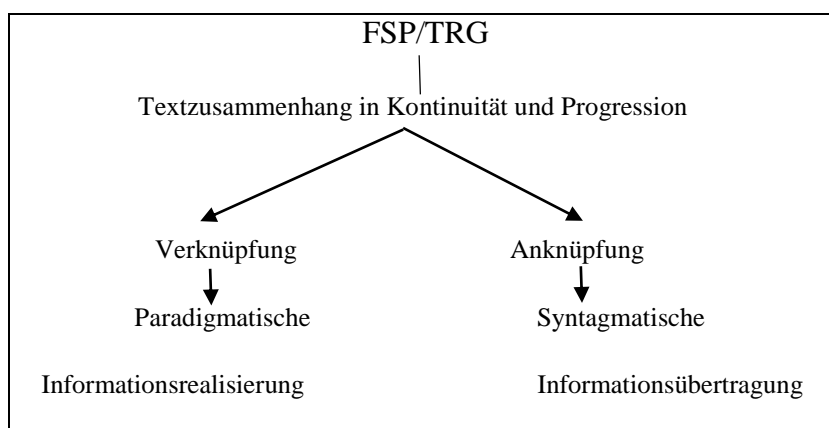 FSP/TRG
Textzusammenhang in Kontinuität und Progression
Verknüpfung Anknüpfung
Paradigmatische Syntagmatische
Informationsrealisierung Informationsübertragung